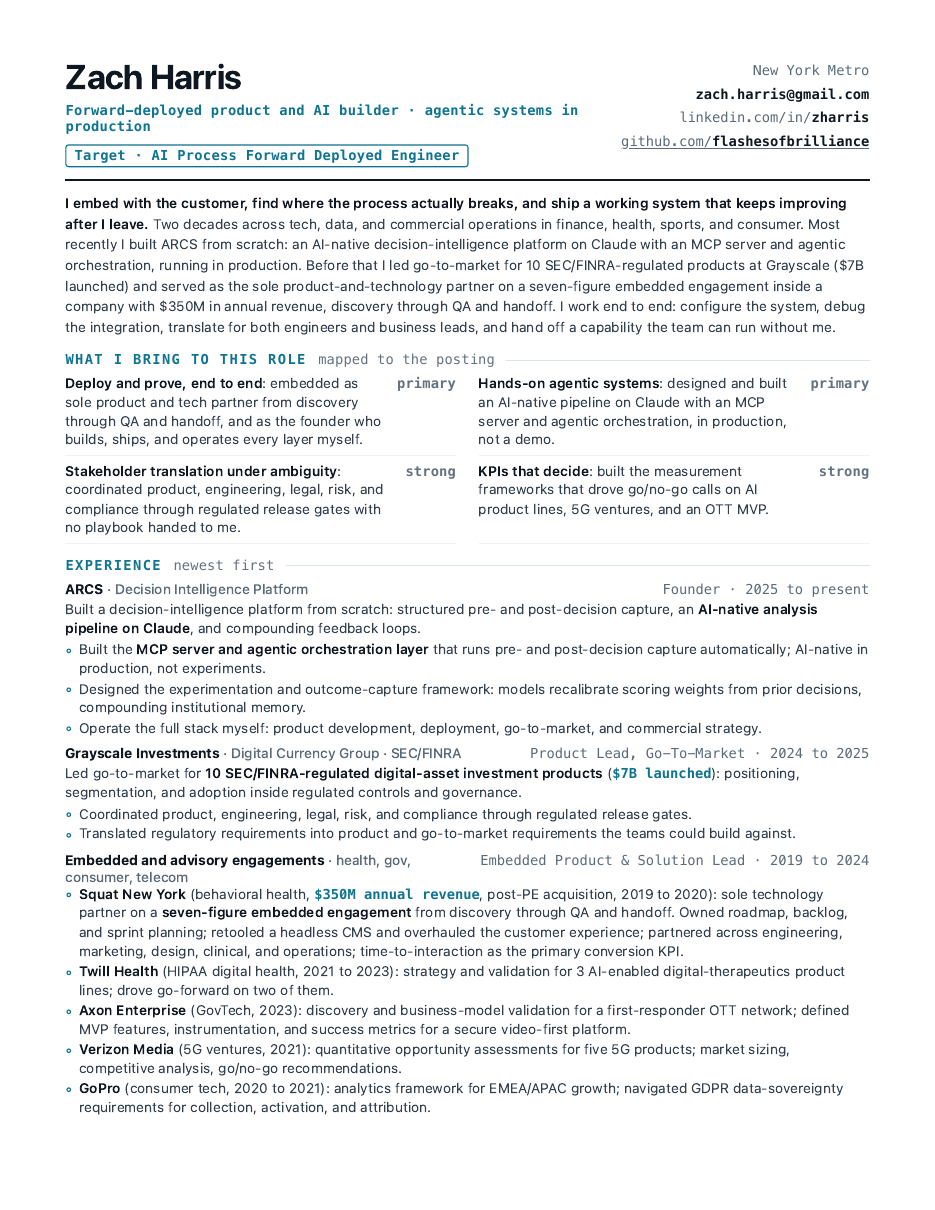 Zach Harris
Forward-deployed product and AI builder · agentic systems in
production
Target · AI Process Forward Deployed Engineer
New York Metro
zach.harris@gmail.com
linkedin.com/in/zharris
github.com/flashesofbrilliance
I embed with the customer, find where the process actually breaks, and ship a working system that keeps improving
after I leave. Two decades across tech, data, and commercial operations in finance, health, sports, and consumer. Most
recently I built ARCS from scratch: an AI-native decision-intelligence platform on Claude with an MCP server and agentic
orchestration, running in production. Before that I led go-to-market for 10 SEC/FINRA-regulated products at Grayscale ($7B
launched) and served as the sole product-and-technology partner on a seven-figure embedded engagement inside a
company with $350M in annual revenue, discovery through QA and handoff. I work end to end: configure the system, debug
the integration, translate for both engineers and business leads, and hand off a capability the team can run without me.
WHAT I BRING TO THIS ROLE mapped to the posting
Deploy and prove, end to end: embedded as primary
sole product and tech partner from discovery
through QA and handoff, and as the founder who
builds, ships, and operates every layer myself.
Hands-on agentic systems: designed and built primary
an AI-native pipeline on Claude with an MCP
server and agentic orchestration, in production,
not a demo.
Stakeholder translation under ambiguity: strong
coordinated product, engineering, legal, risk, and
compliance through regulated release gates with
no playbook handed to me.
KPIs that decide: built the measurement strong
frameworks that drove go/no-go calls on AI
product lines, 5G ventures, and an OTT MVP.
EXPERIENCE newest first
ARCS · Decision Intelligence Platform Founder · 2025 to present
Built a decision-intelligence platform from scratch: structured pre- and post-decision capture, an AI-native analysis
pipeline on Claude, and compounding feedback loops.
Built the MCP server and agentic orchestration layer that runs pre- and post-decision capture automatically; AI-native in
production, not experiments.
Designed the experimentation and outcome-capture framework: models recalibrate scoring weights from prior decisions,
compounding institutional memory.
Operate the full stack myself: product development, deployment, go-to-market, and commercial strategy.
Grayscale Investments · Digital Currency Group · SEC/FINRA Product Lead, Go-To-Market · 2024 to 2025
Led go-to-market for 10 SEC/FINRA-regulated digital-asset investment products ($7B launched): positioning,
segmentation, and adoption inside regulated controls and governance.
Coordinated product, engineering, legal, risk, and compliance through regulated release gates.
Translated regulatory requirements into product and go-to-market requirements the teams could build against.
Embedded and advisory engagements · health, gov, Embedded Product & Solution Lead · 2019 to 2024
consumer, telecom
Squat New York (behavioral health, $350M annual revenue, post-PE acquisition, 2019 to 2020): sole technology
partner on a seven-figure embedded engagement from discovery through QA and handoff. Owned roadmap, backlog,
and sprint planning; retooled a headless CMS and overhauled the customer experience; partnered across engineering,
marketing, design, clinical, and operations; time-to-interaction as the primary conversion KPI.
Twill Health (HIPAA digital health, 2021 to 2023): strategy and validation for 3 AI-enabled digital-therapeutics product
lines; drove go-forward on two of them.
Axon Enterprise (GovTech, 2023): discovery and business-model validation for a first-responder OTT network; defined
MVP features, instrumentation, and success metrics for a secure video-first platform.
Verizon Media (5G ventures, 2021): quantitative opportunity assessments for five 5G products; market sizing,
competitive analysis, go/no-go recommendations.
GoPro (consumer tech, 2020 to 2021): analytics framework for EMEA/APAC growth; navigated GDPR data-sovereignty
requirements for collection, activation, and attribution.